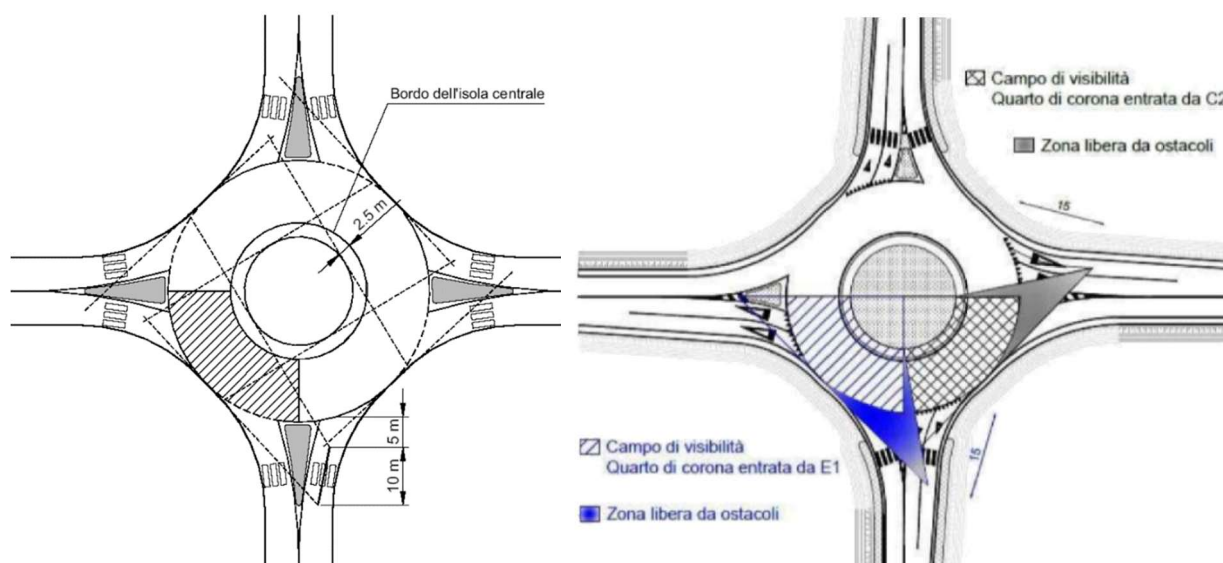 Bordo dell'isola centrale
2.5 m
5 m
10 m
Campo di visibilità
Quarto di corona entrata da C2
Zona libera da ostacoli
15
Campo di visibilità
Quarto di corona entrata da E1
Zona libera da ostacoli
15